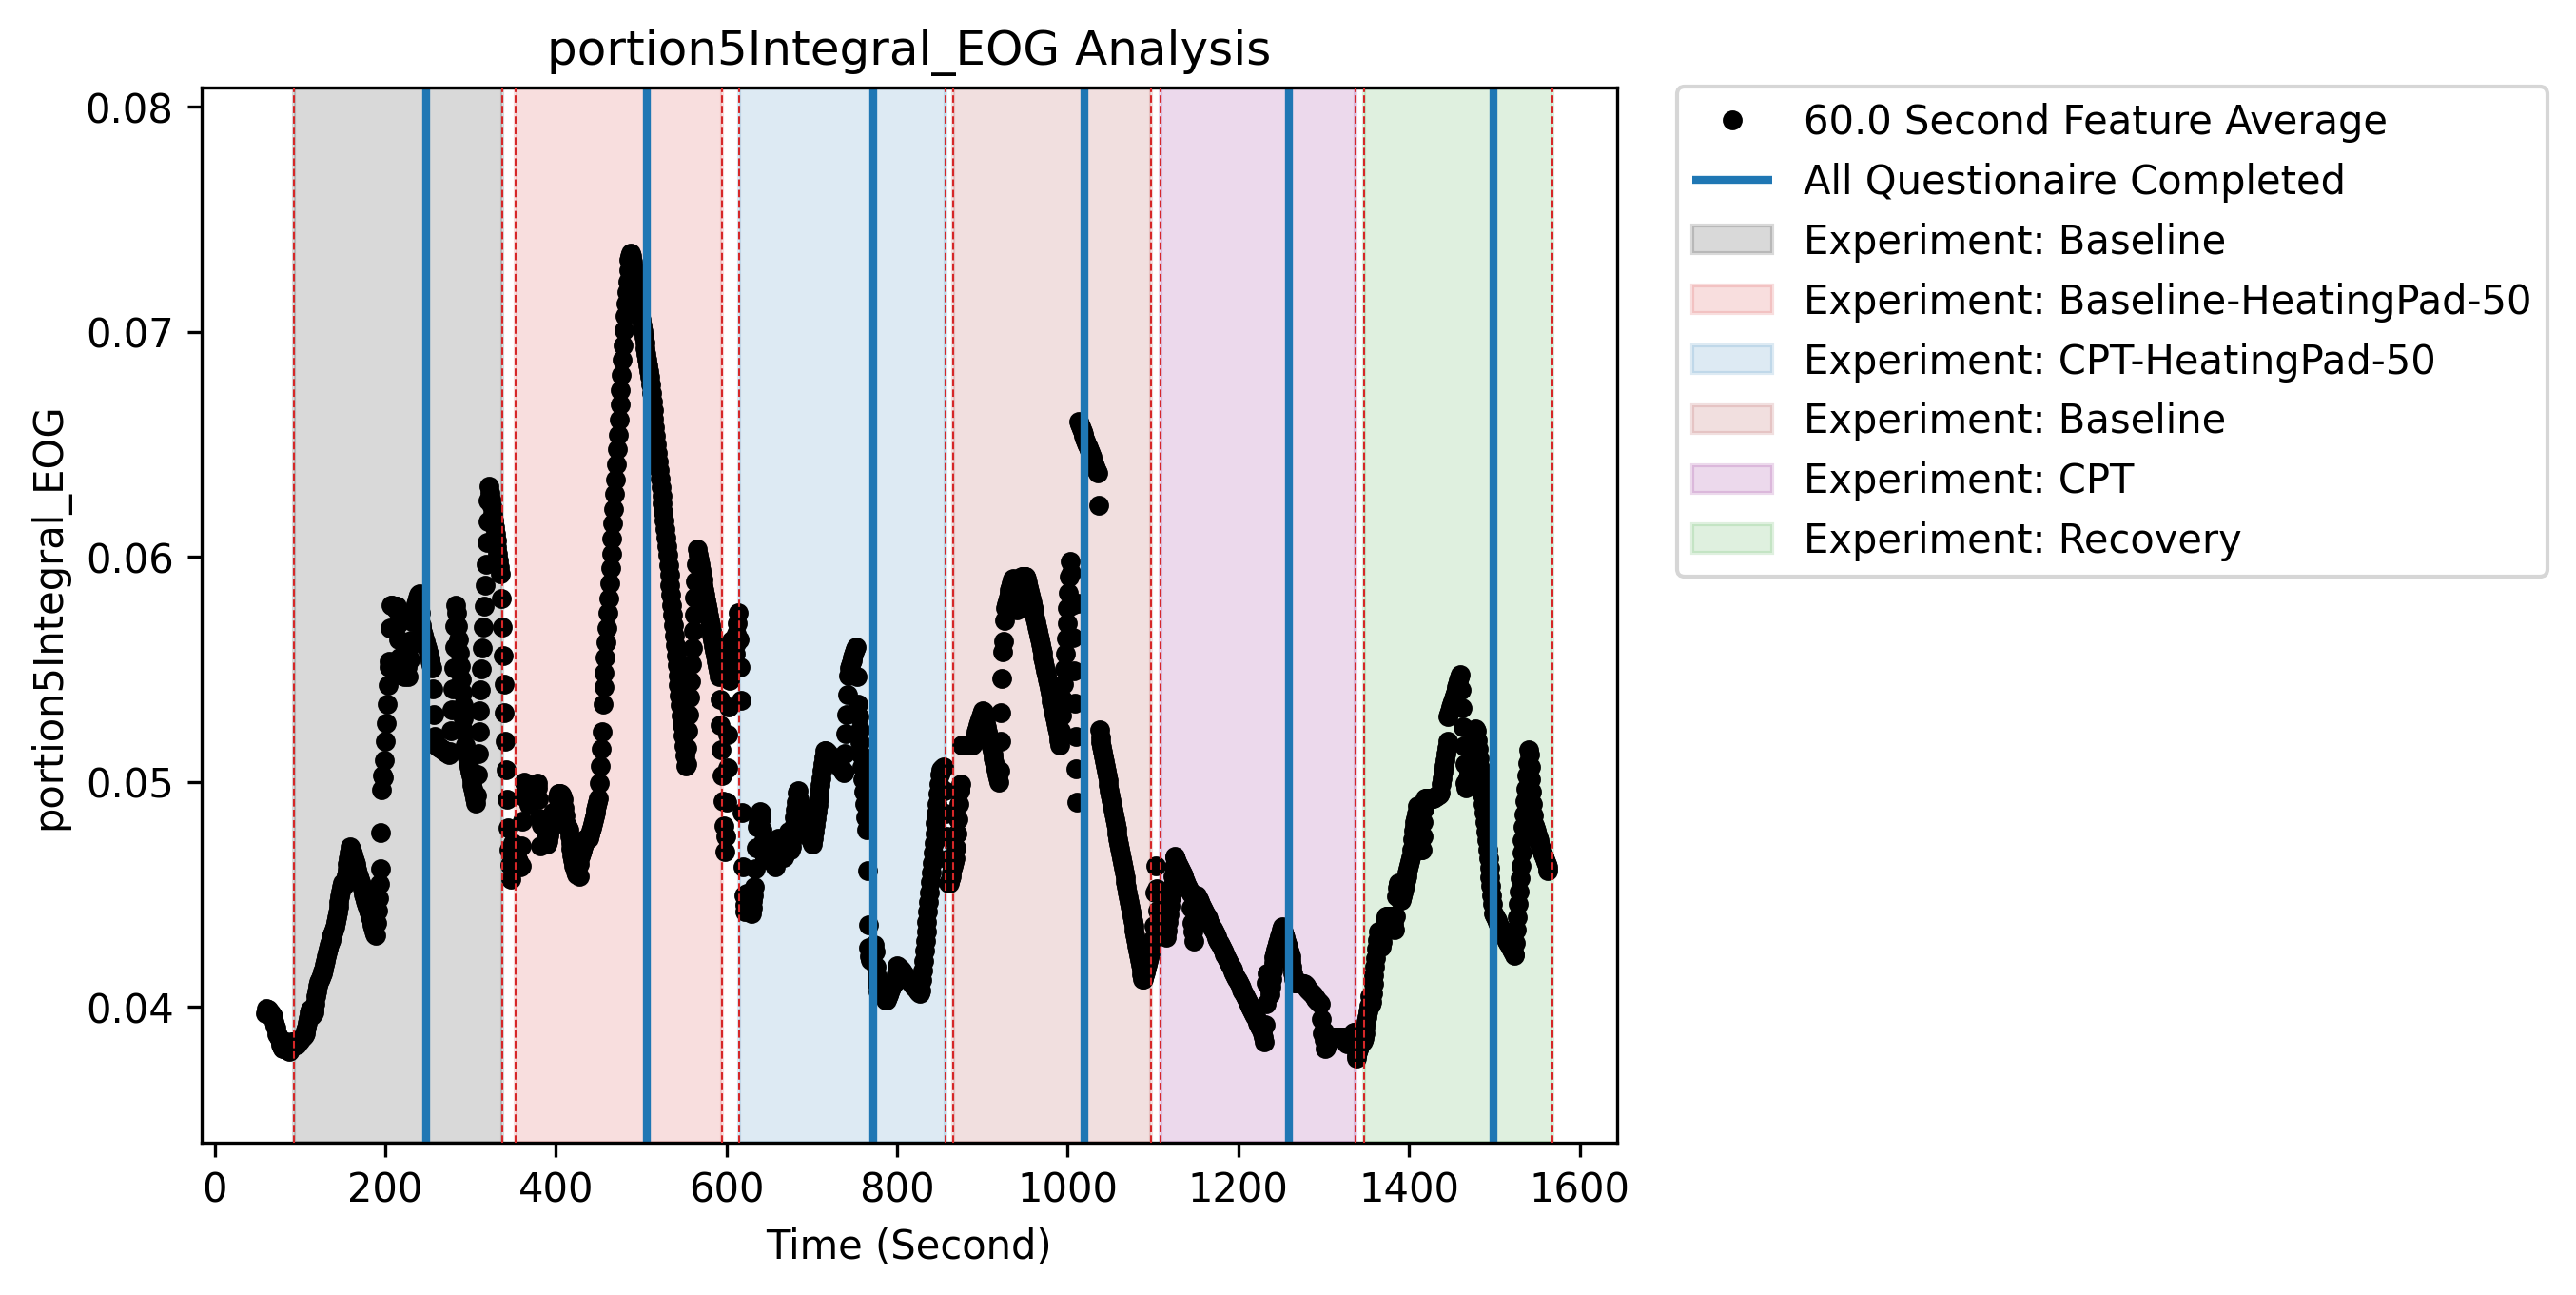 portion5Integral_EOG Analysis
0.08
0.07
0.06
0.05
0.04
portion5Integral_EOG
0 200 400 600 800 1000 1200 1400 1600
Time (Second)
60.0 Second Feature Average
All Questionaire Completed
Experiment: Baseline
Experiment: Baseline-HeatingPad-50
Experiment: CPT-HeatingPad-50
Experiment: Baseline
Experiment: CPT
Experiment: Recovery